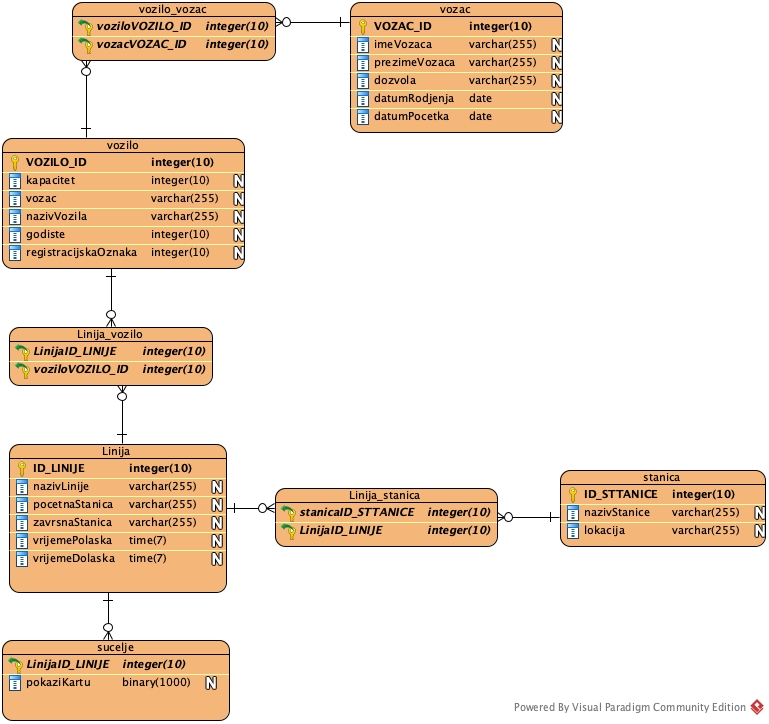 vozilo_vozac
voziloVOZILO_ID integer(10)
vozacVOZAC_ID integer(10)
vozac
VOZAC_ID integer(10)
imeVozaca varchar(255) N
prezimeVozaca varchar(255) N
dozvola varchar(255) N
datumRodjenja date N
datumPocetka date N
vozilo
VOZILO_ID integer(10)
kapacitet integer(10) N
vozac varchar(255) N
nazivVozila varchar(255) N
godiste integer(10) N
registracijskaOznaka integer(10) N
Linija_vozilo
LinijaID_LINIJE integer(10)
voziloVOZILO_ID integer(10)
Linija
ID_LINIJE integer(10)
nazivLinije varchar(255) N
pocetnaStanica varchar(255) N
zavrsnaStanica varchar(255) N
vrijemePolaska time(7) N
vrijemeDolaska time(7) N
Linija_stanica
stanicaID_STTANICE integer(10)
LinijaID_LINIJE integer(10)
stanica
ID_STTANICE integer(10)
nazivStanice varchar(255) N
lokacija varchar(255) N
sucelje
LinijaID_LINIJE integer(10)
pokaziKartu binary(1000) N
Powered By Visual Paradigm Community Edition